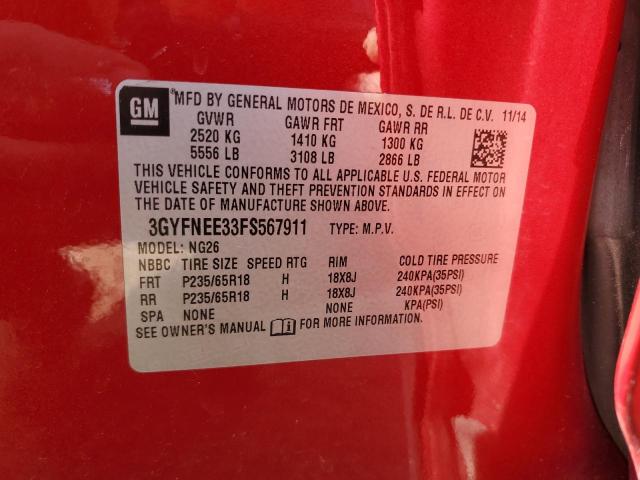 GM
® MFD BY GENERAL MOTORS DE MEXICO, S. DE R.L. DE C.V. 11/14
GVWR GAWR FRT GAWR RR
2520 KG 1410 KG 1300 KG
5556 LB 3108 LB 2866 LB
THIS VEHICLE CONFORMS TO ALL APPLICABLE U.S. FEDERAL MOTOR
VEHICLE SAFETY AND THEFT PREVENTION STANDARDS IN EFFECT ON
THE DATE OF MANUFACTURE SHOWN ABOVE.
3GYFNEE33FS567911 TYPE: M.P.V.
MODEL: NG26
NBBC TIRE SIZE SPEED RTG RIM COLD TIRE PRESSURE
FRT P235/65R18 H 18X8J 240KPA(35PSI)
RR P235/65R18 H 18X8J 240KPA(35PSI)
SPA NONE NONE KPA(PSI)
SEE OWNER'S MANUAL FOR MORE INFORMATION.